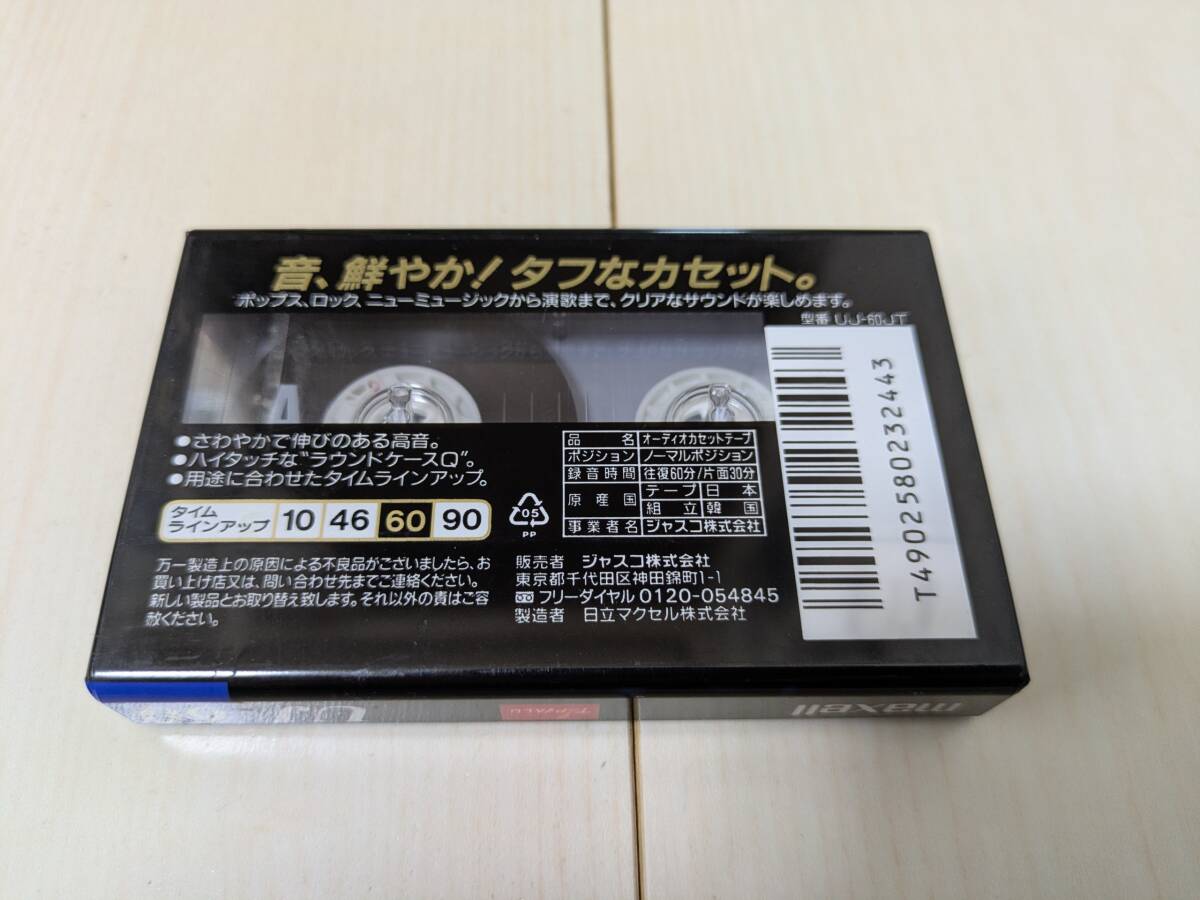 音、鮮やか!タフなカセット。
ポップス、ロック、ニューミュージックから演歌まで、クリアなサウンドが楽しめます。
型番 UJ-60JT
A
●さわやかで伸びのある高音。
●ハイタッチな"ラウンドケースQ"。
●用途に合わせたタイムラインアップ。
タイム
ラインアップ 10 46 60 90
05
PP
品名 オーディオカセットテープ
ポジション ノーマルポジション
録音時間 往復60分/片面30分
原産国 テープ 日本
組立 韓国
事業者名 ジャスコ株式会社
万一製造上の原因による不良品がございましたら、お
買い上げ店又は、問い合わせ先までご連絡ください。
新しい製品とお取り替え致します。それ以外の責はご容
赦ください。
販売者 ジャスコ株式会社
東京都千代田区神田錦町1-1
フリーダイヤル 0120-054845
製造者 日立マクセル株式会社
T4902580232443
maxell